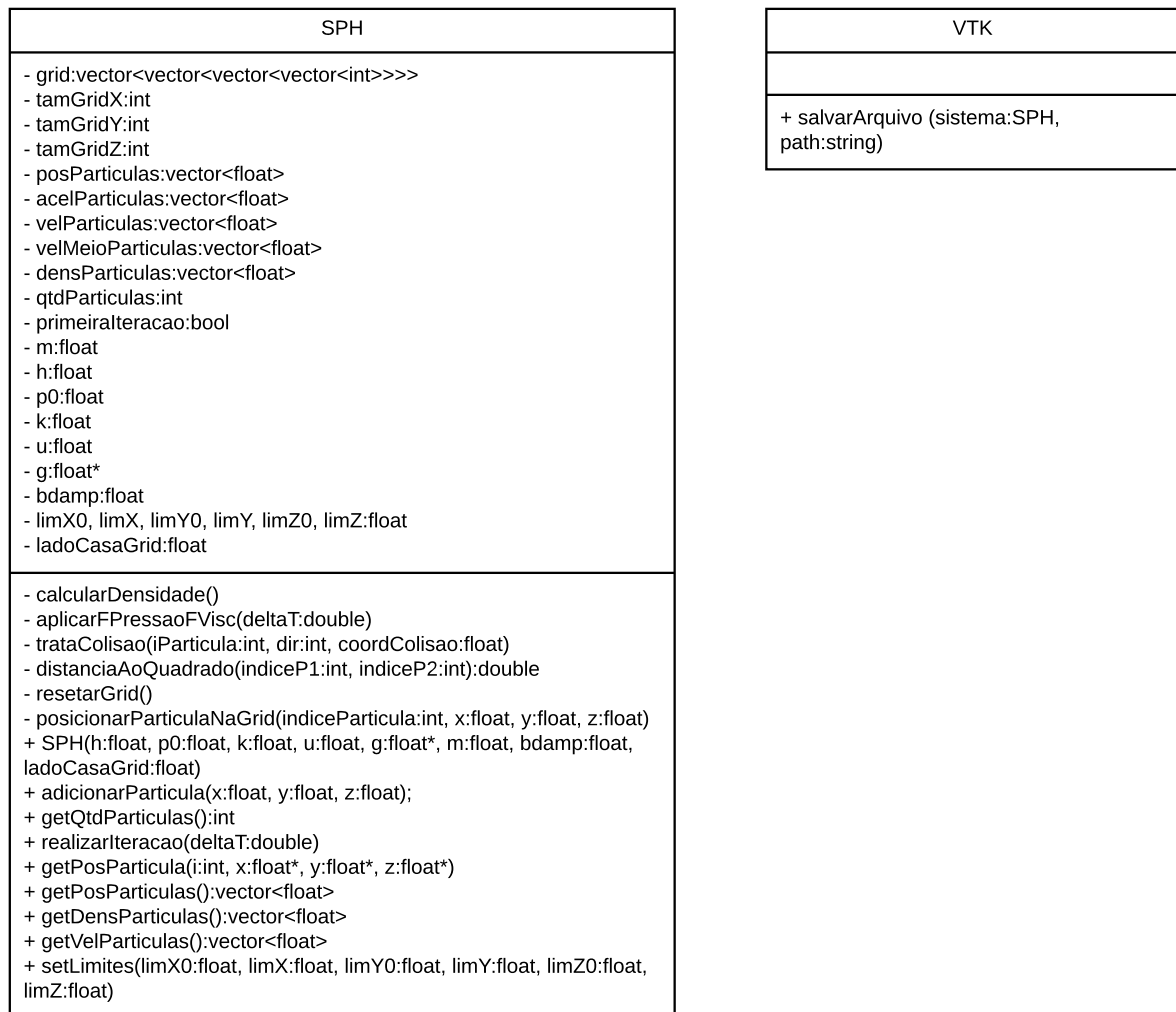 SPH
- grid:vector<vector<vector<vector<int>>>>
- tamGridX:int
- tamGridY:int
- tamGridZ:int
- posParticulas:vector<float>
- acelParticulas:vector<float>
- velParticulas:vector<float>
- velMeioParticulas:vector<float>
- densParticulas:vector<float>
- qtdParticulas:int
- primeiraIteracao:bool
- m:float
- h:float
- p0:float
- k:float
- u:float
- g:float*
- bdamp:float
- limX0, limX, limY0, limY, limZ0, limZ:float
- ladoCasaGrid:float
- calcularDensidade()
- aplicarFPressaoFVisc(deltaT:double)
- trataColisao(iParticula:int, dir:int, coordColisao:float)
- distanciaAoQuadrado(indiceP1:int, indiceP2:int):double
- resetarGrid()
- posicionarParticulaNaGrid(indiceParticula:int, x:float, y:float, z:float)
+ SPH(h:float, p0:float, k:float, u:float, g:float*, m:float, bdamp:float,
ladoCasaGrid:float)
+ adicionarParticula(x:float, y:float, z:float);
+ getQtdParticulas():int
+ realizarIteracao(deltaT:double)
+ getPosParticula(i:int, x:float*, y:float*, z:float*)
+ getPosParticulas():vector<float>
+ getDensParticulas():vector<float>
+ getVelParticulas():vector<float>
+ setLimites(limX0:float, limX:float, limY0:float, limY:float, limZ0:float,
limZ:float)
VTK
+ salvarArquivo (sistema:SPH,
path:string)